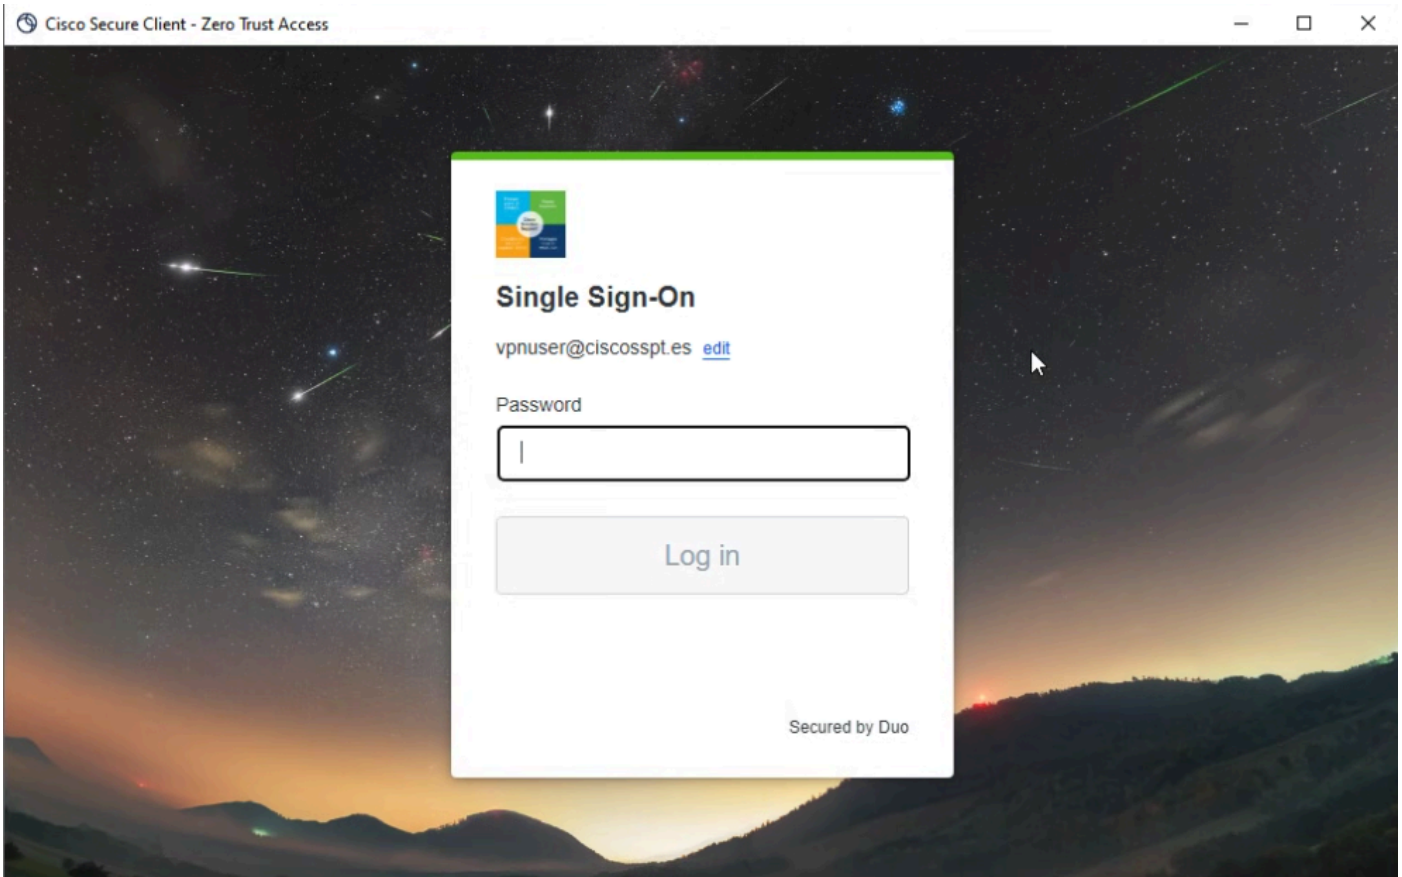 Cisco Secure Client - Zero Trust Access
Single Sign-On
vpnuser@ciscosspt.es edit
Password
Log in
Secured by Duo